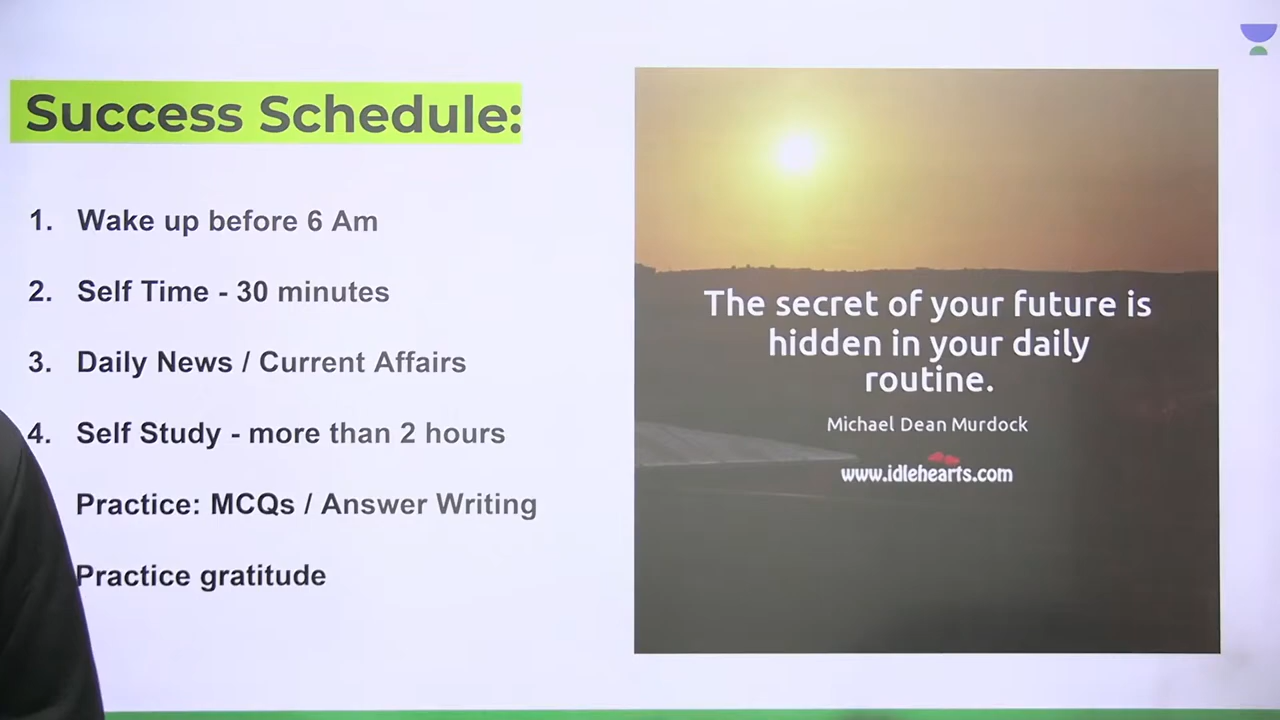 Success Schedule:
1. Wake up before 6 Am
2. Self Time - 30 minutes
3. Daily News / Current Affairs
4. Self Study - more than 2 hours
Practice: MCQs / Answer Writing
Practice gratitude
The secret of your future is
hidden in your daily
routine.
Michael Dean Murdock
www.idlehearts.com